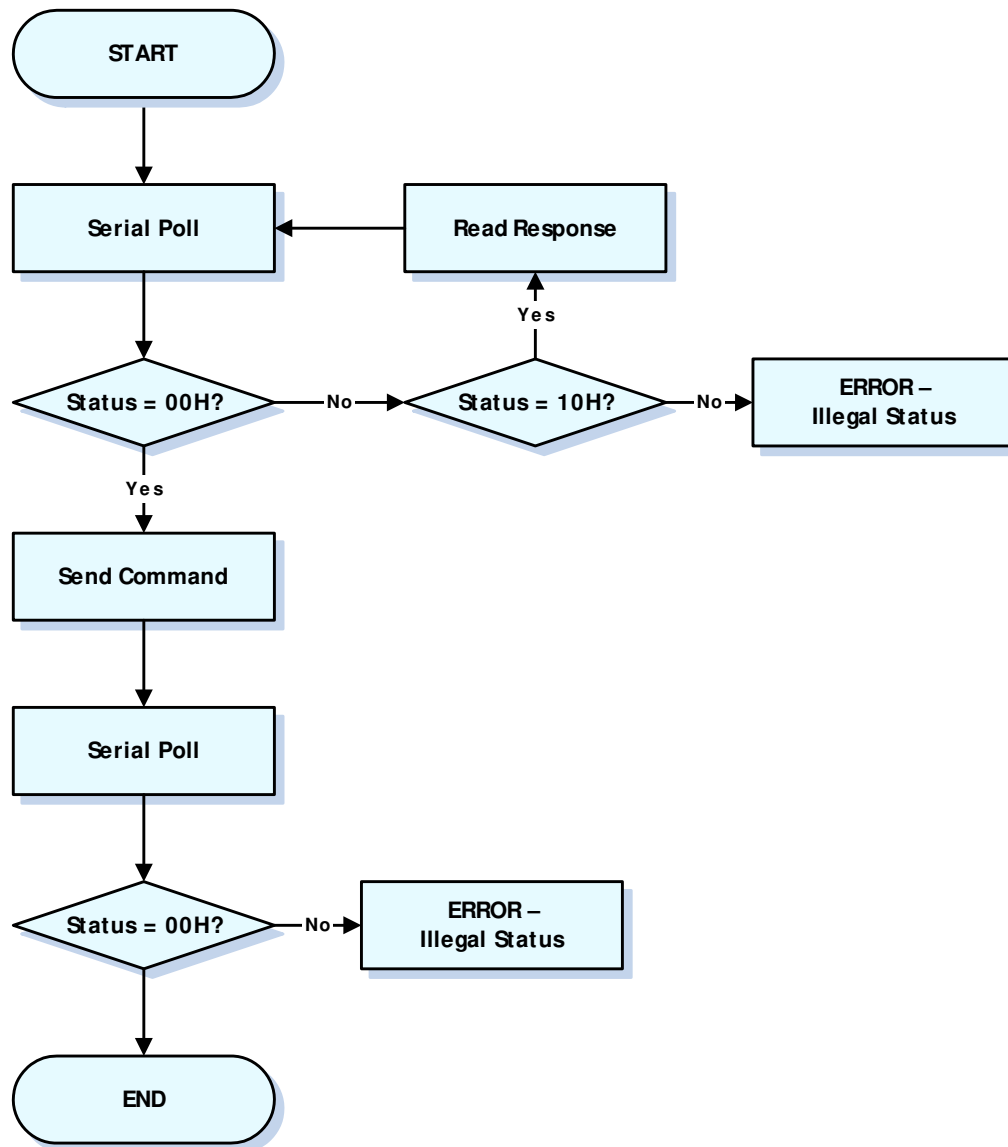 START
Serial Poll
Read Response
Yes
Status = 00H?
No
Status = 10H?
No
ERROR –
Illegal Status
Yes
Send Command
Serial Poll
Status = 00H?
No
ERROR –
Illegal Status
END